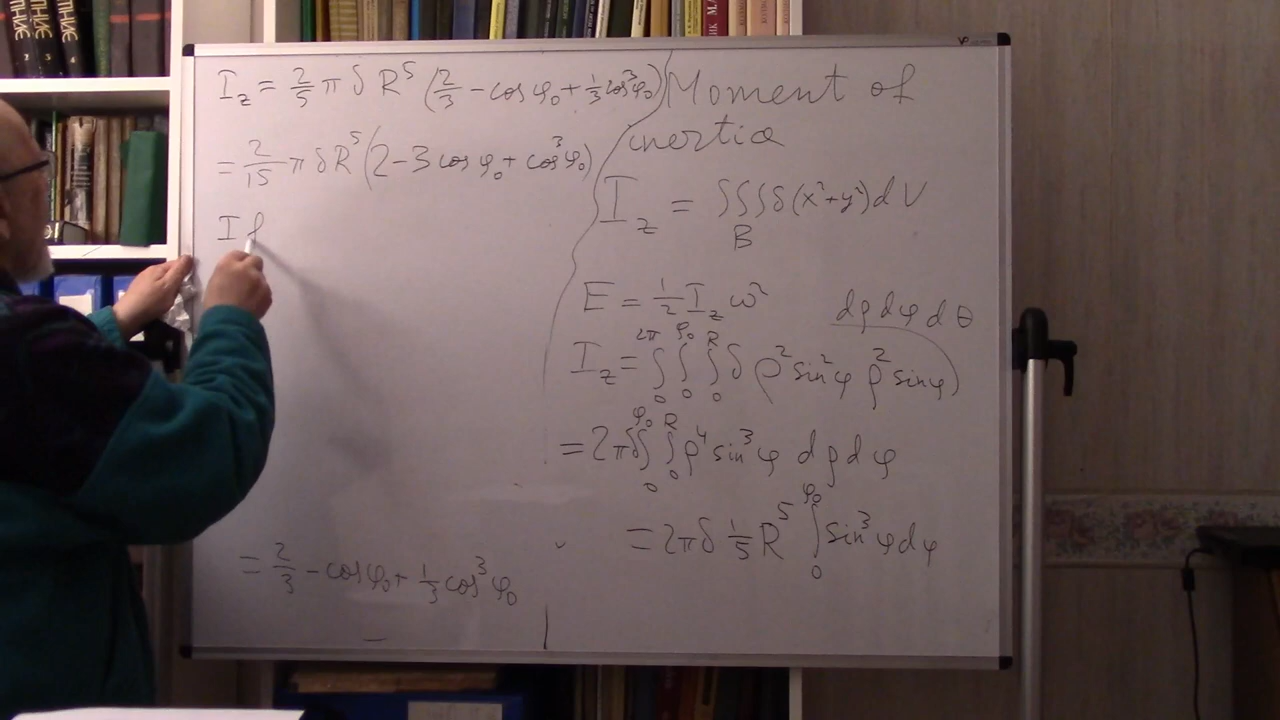 I_z = 2/5 π δ R^5 (2/3 - cos φ_0 + 1/3 cos^3 φ_0)
= 2/15 π δ R^5 (2 - 3 cos φ_0 + cos^3 φ_0)
If
= 2/3 - cos φ_0 + 1/3 cos^3 φ_0
Moment of
inertia
I_z = ∫∫∫_B δ (x^2 + y^2) d V
E = 1/2 I_z ω^2
dρ dφ dθ
I_z = ∫_0^{2π} ∫_0^{φ_0} ∫_0^R δ ρ^2 sin^2 φ ρ^2 sin φ
= 2π δ ∫_0^{φ_0} ∫_0^R ρ^4 sin^3 φ dρ dφ
= 2π δ 1/5 R^5 ∫_0^{φ_0} sin^3 φ dφ